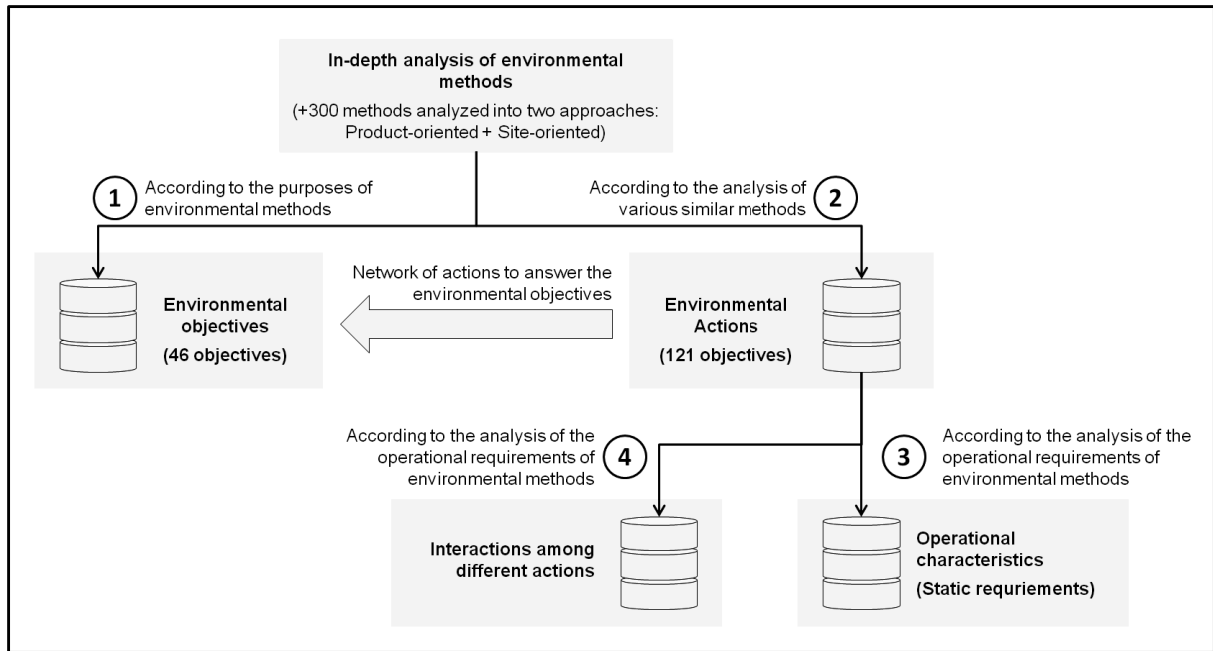 In-depth analysis of environmental
methods
(+300 methods analyzed into two approaches:
Product-oriented + Site-oriented)
1
According to the purposes of
environmental methods
According to the analysis of
various similar methods
2
Environmental
objectives
(46 objectives)
Network of actions to answer the
environmental objectives
Environmental
Actions
(121 objectives)
According to the analysis of the
operational requirements of
environmental methods
4
3
According to the analysis of the
operational requirements of
environmental methods
Interactions among
different actions
Operational
characteristics
(Static requriements)